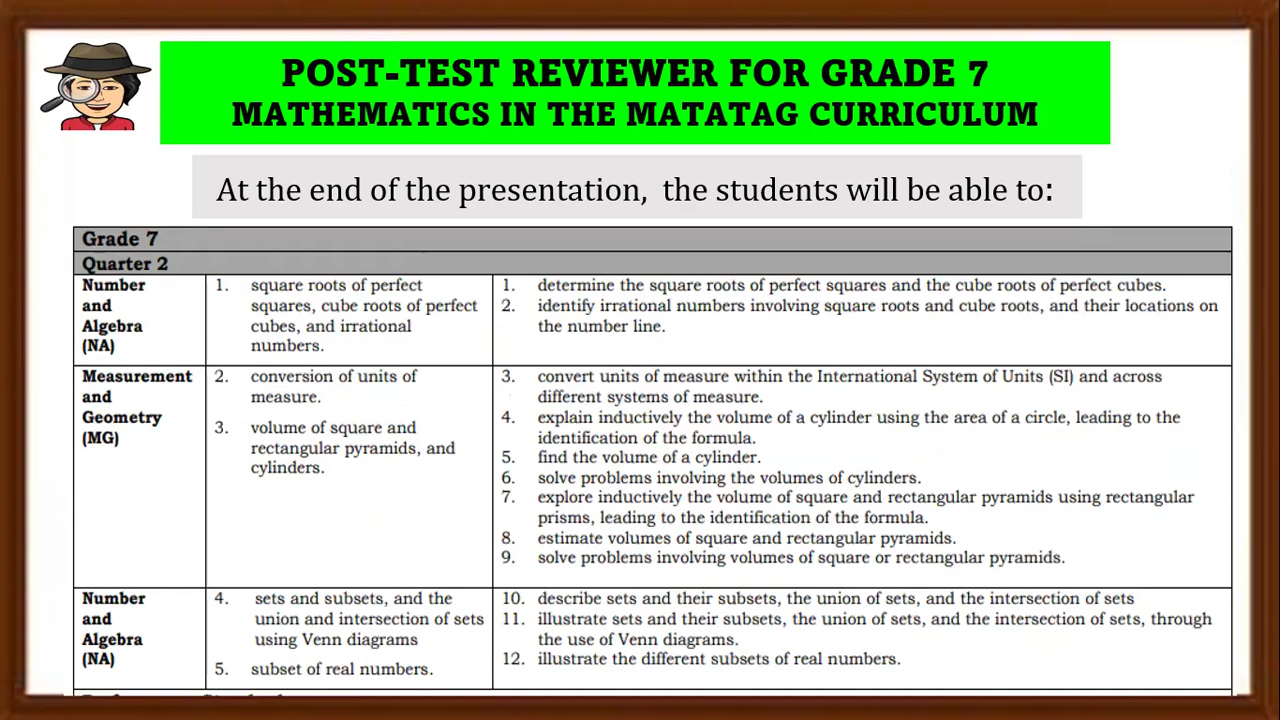 POST-TEST REVIEWER FOR GRADE 7
MATHEMATICS IN THE MATATAG CURRICULUM
At the end of the presentation, the students will be able to:
Grade 7
Quarter 2
Number
and
Algebra
(NA)
1. square roots of perfect
squares, cube roots of perfect
cubes, and irrational
numbers.
1. determine the square roots of perfect squares and the cube roots of perfect cubes.
2. identify irrational numbers involving square roots and cube roots, and their locations on
the number line.
Measurement
and
Geometry
(MG)
2. conversion of units of
measure.
3. volume of square and
rectangular pyramids, and
cylinders.
3. convert units of measure within the International System of Units (SI) and across
different systems of measure.
4. explain inductively the volume of a cylinder using the area of a circle, leading to the
identification of the formula.
5. find the volume of a cylinder.
6. solve problems involving the volumes of cylinders.
7. explore inductively the volume of square and rectangular pyramids using rectangular
prisms, leading to the identification of the formula.
8. estimate volumes of square and rectangular pyramids.
9. solve problems involving volumes of square or rectangular pyramids.
Number
and
Algebra
(NA)
4. sets and subsets, and the
union and intersection of sets
using Venn diagrams
5. subset of real numbers.
10. describe sets and their subsets, the union of sets, and the intersection of sets
11. illustrate sets and their subsets, the union of sets, and the intersection of sets, through
the use of Venn diagrams.
12. illustrate the different subsets of real numbers.